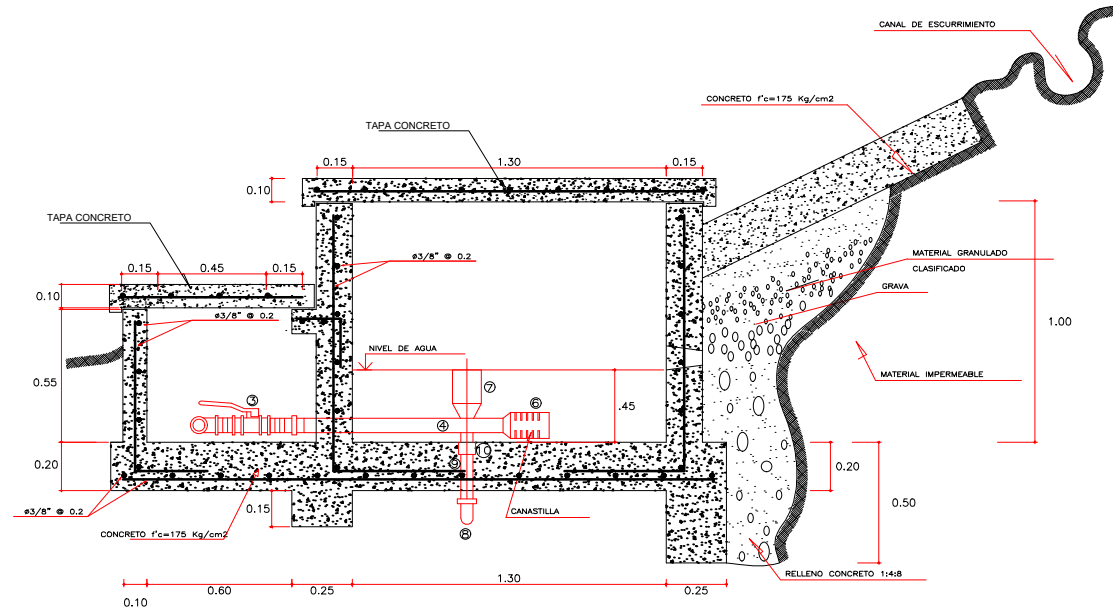 CANAL DE ESCURRIMIENTO
CONCRETO f'c=175 Kg/cm2
TAPA CONCRETO
0.15
1.30
0.15
0.10
TAPA CONCRETO
0.15
0.45
0.15
0.10
ø3/8" @ 0.2
ø3/8" @ 0.2
MATERIAL GRANULADO
CLASIFICADO
GRAVA
1.00
NIVEL DE AGUA
MATERIAL IMPERMEABLE
0.55
3
7
6
4
.45
10
9
0.20
0.20
0.50
ø3/8" @ 0.2
0.15
CANASTILLA
CONCRETO f'c=175 Kg/cm2
8
RELLENO CONCRETO 1:4:8
0.10
0.60
0.25
1.30
0.25